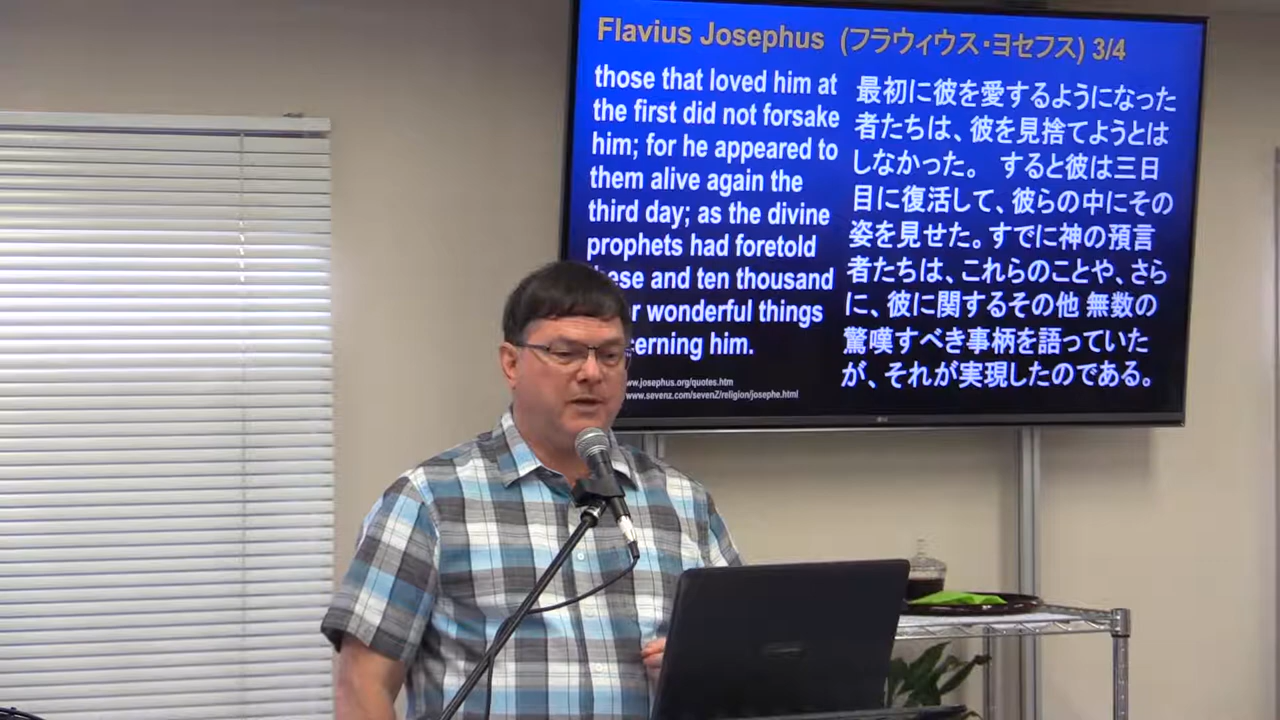 Flavius Josephus (フラウィウス・ヨセフス) 3/4
those that loved him at
the first did not forsake
him; for he appeared to
them alive again the
third day; as the divine
prophets had foretold
these and ten thousand
wonderful things
him.
最初に彼を愛するようになった
者たちは、彼を見捨てようとは
しなかった。 すると彼は三日
目に復活して、彼らの中にその
姿を見せた。すでに神の預言
者たちは、これらのことや、さら
に、彼に関するその他 無数の
驚嘆すべき事柄を語っていた
が、それが実現したのである。
www.josephus.org/quotes.htm
www.sevenz.com/sevenZ/religion/josephe.html
LG